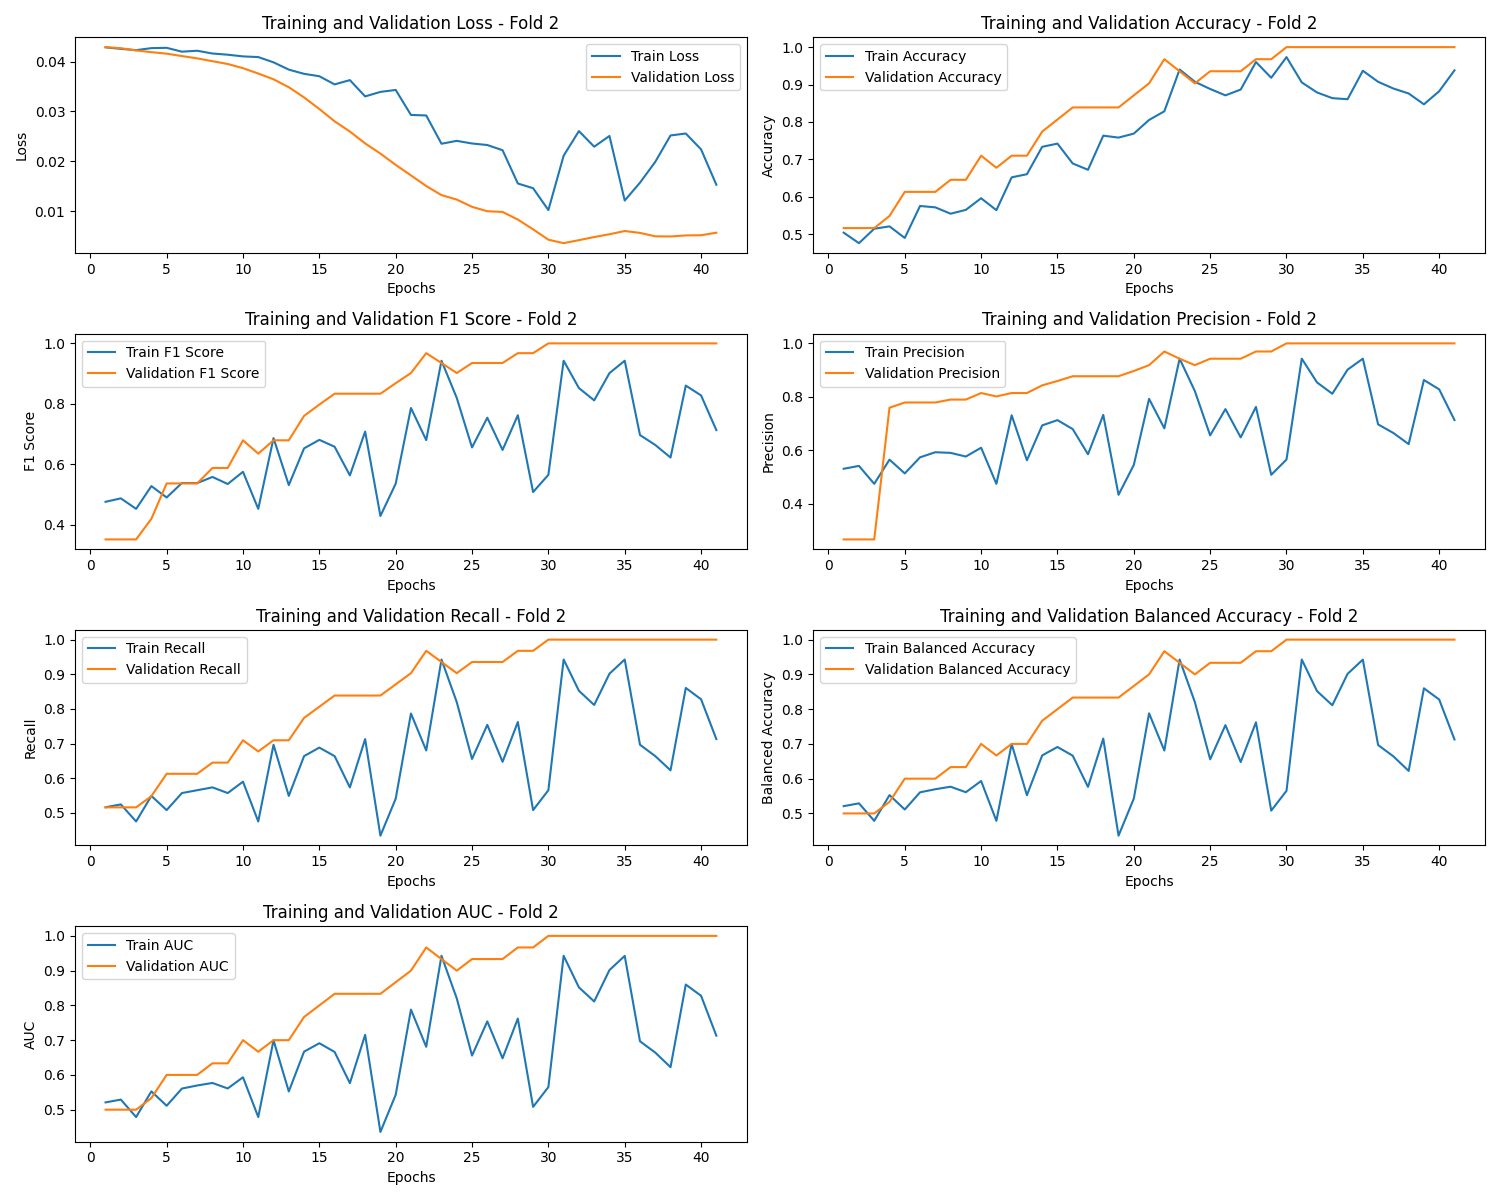 Training and Validation Loss - Fold 2
Train Loss
Validation Loss
Loss
0.04
0.03
0.02
0.01
0 5 10 15 20 25 30 35 40
Epochs
Training and Validation Accuracy - Fold 2
Train Accuracy
Validation Accuracy
Accuracy
1.0
0.9
0.8
0.7
0.6
0.5
0 5 10 15 20 25 30 35 40
Epochs
Training and Validation F1 Score - Fold 2
Train F1 Score
Validation F1 Score
F1 Score
1.0
0.8
0.6
0.4
0 5 10 15 20 25 30 35 40
Epochs
Training and Validation Precision - Fold 2
Train Precision
Validation Precision
Precision
1.0
0.8
0.6
0.4
0 5 10 15 20 25 30 35 40
Epochs
Training and Validation Recall - Fold 2
Train Recall
Validation Recall
Recall
1.0
0.9
0.8
0.7
0.6
0.5
0 5 10 15 20 25 30 35 40
Epochs
Training and Validation Balanced Accuracy - Fold 2
Train Balanced Accuracy
Validation Balanced Accuracy
Balanced Accuracy
1.0
0.9
0.8
0.7
0.6
0.5
0 5 10 15 20 25 30 35 40
Epochs
Training and Validation AUC - Fold 2
Train AUC
Validation AUC
AUC
1.0
0.9
0.8
0.7
0.6
0.5
0 5 10 15 20 25 30 35 40
Epochs